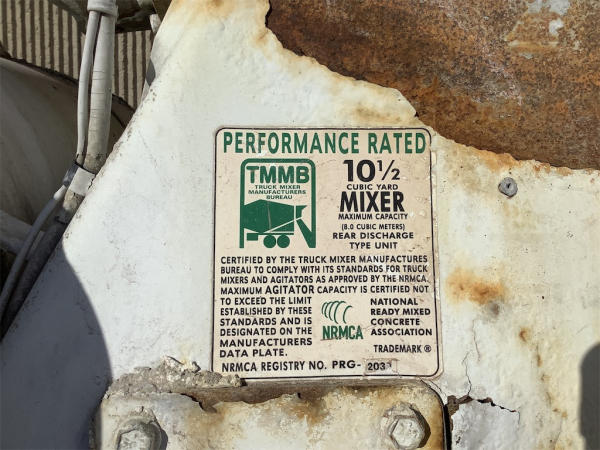 PERFORMANCE RATED
TMMB
TRUCK MIXER
MANUFACTURERS
BUREAU
10 1/2
CUBIC YARD
MIXER
MAXIMUM CAPACITY
(8.0 CUBIC METERS)
REAR DISCHARGE
TYPE UNIT
CERTIFIED BY THE TRUCK MIXER MANUFACTURES
BUREAU TO COMPLY WITH ITS STANDARDS FOR TRUCK
MIXERS AND AGITATORS AS APPROVED BY THE NRMCA.
MAXIMUM AGITATOR CAPACITY IS CERTIFIED NOT
TO EXCEED THE LIMIT
ESTABLISHED BY THESE
STANDARDS AND IS
DESIGNATED ON THE
MANUFACTURERS
DATA PLATE.
NRMCA
NATIONAL
READY MIXED
CONCRETE
ASSOCIATION
TRADEMARK ®
NRMCA REGISTRY NO. PRG-